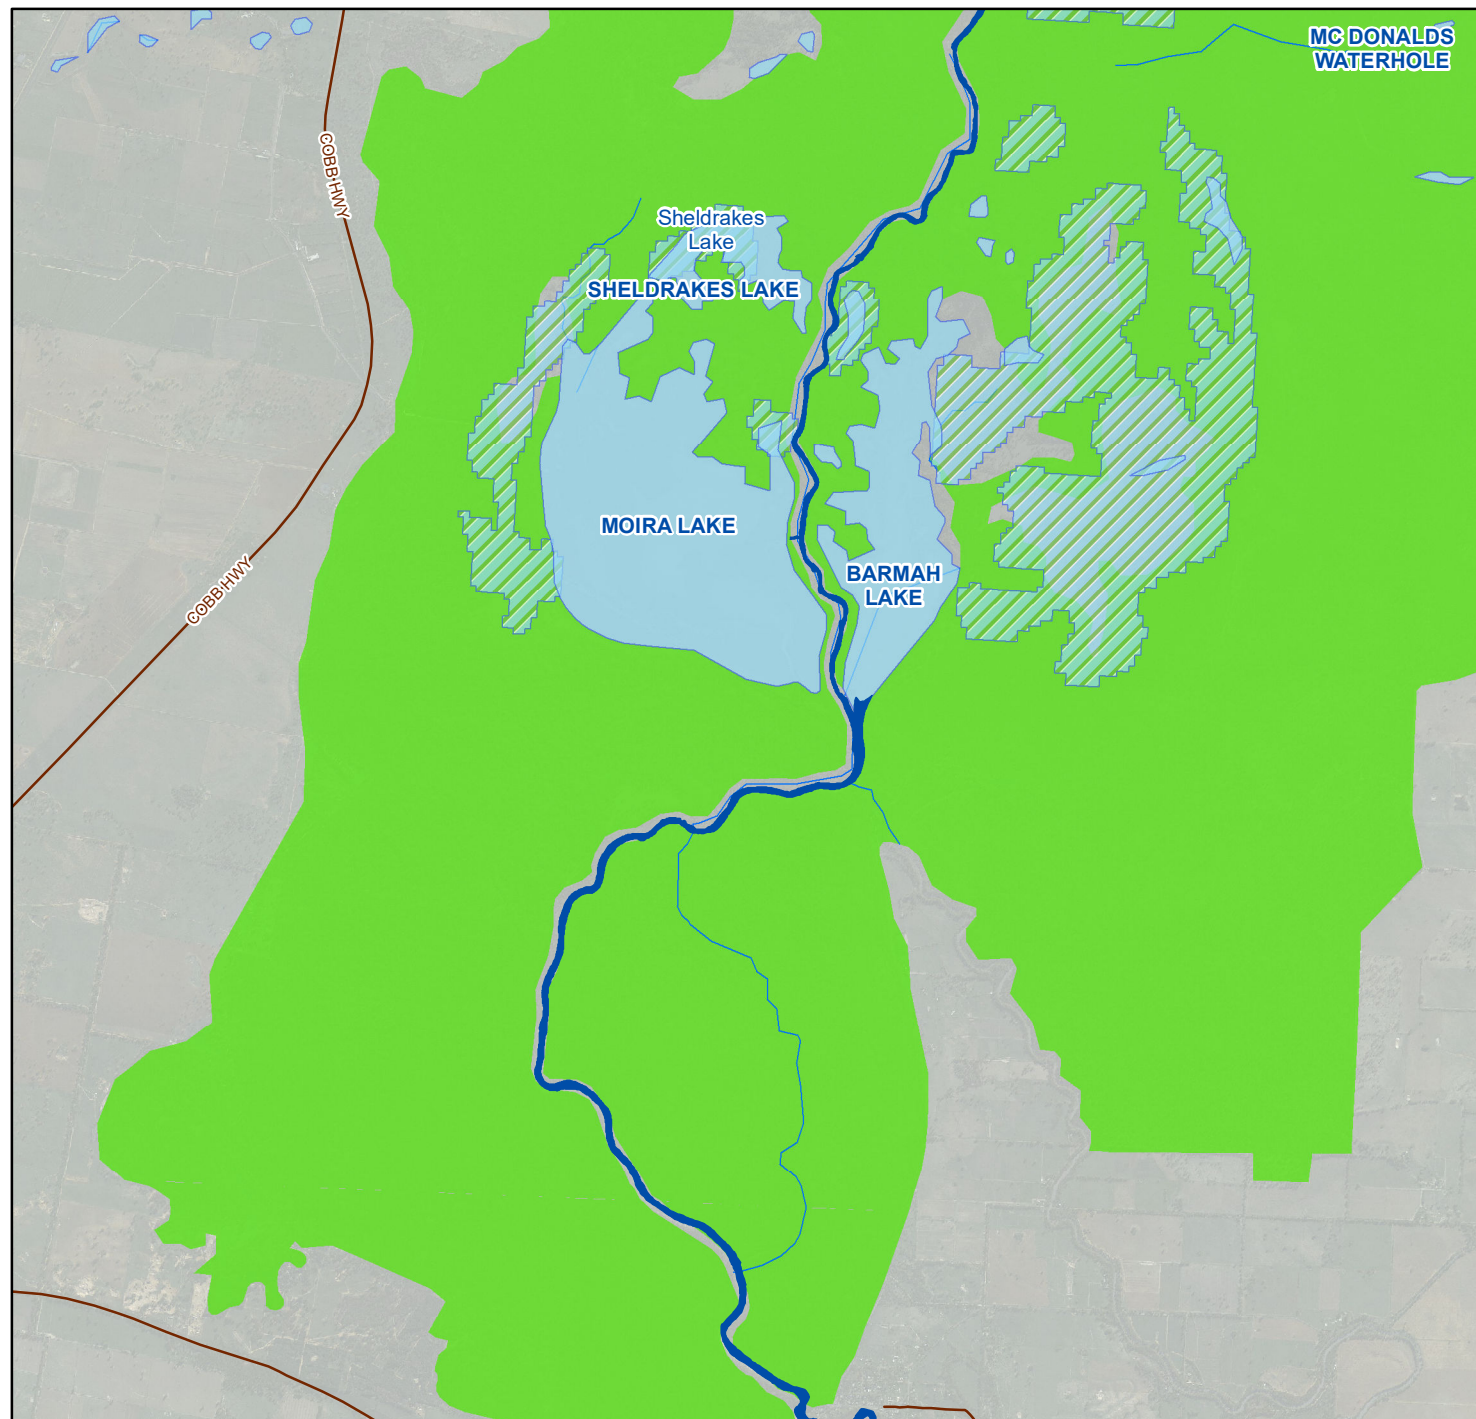 MC DONALDS
WATERHOLE
COBB HWY
Sheldrakes
Lake
SHELDRAKES LAKE
MOIRA LAKE
BARMAH
LAKE
COBB HWY